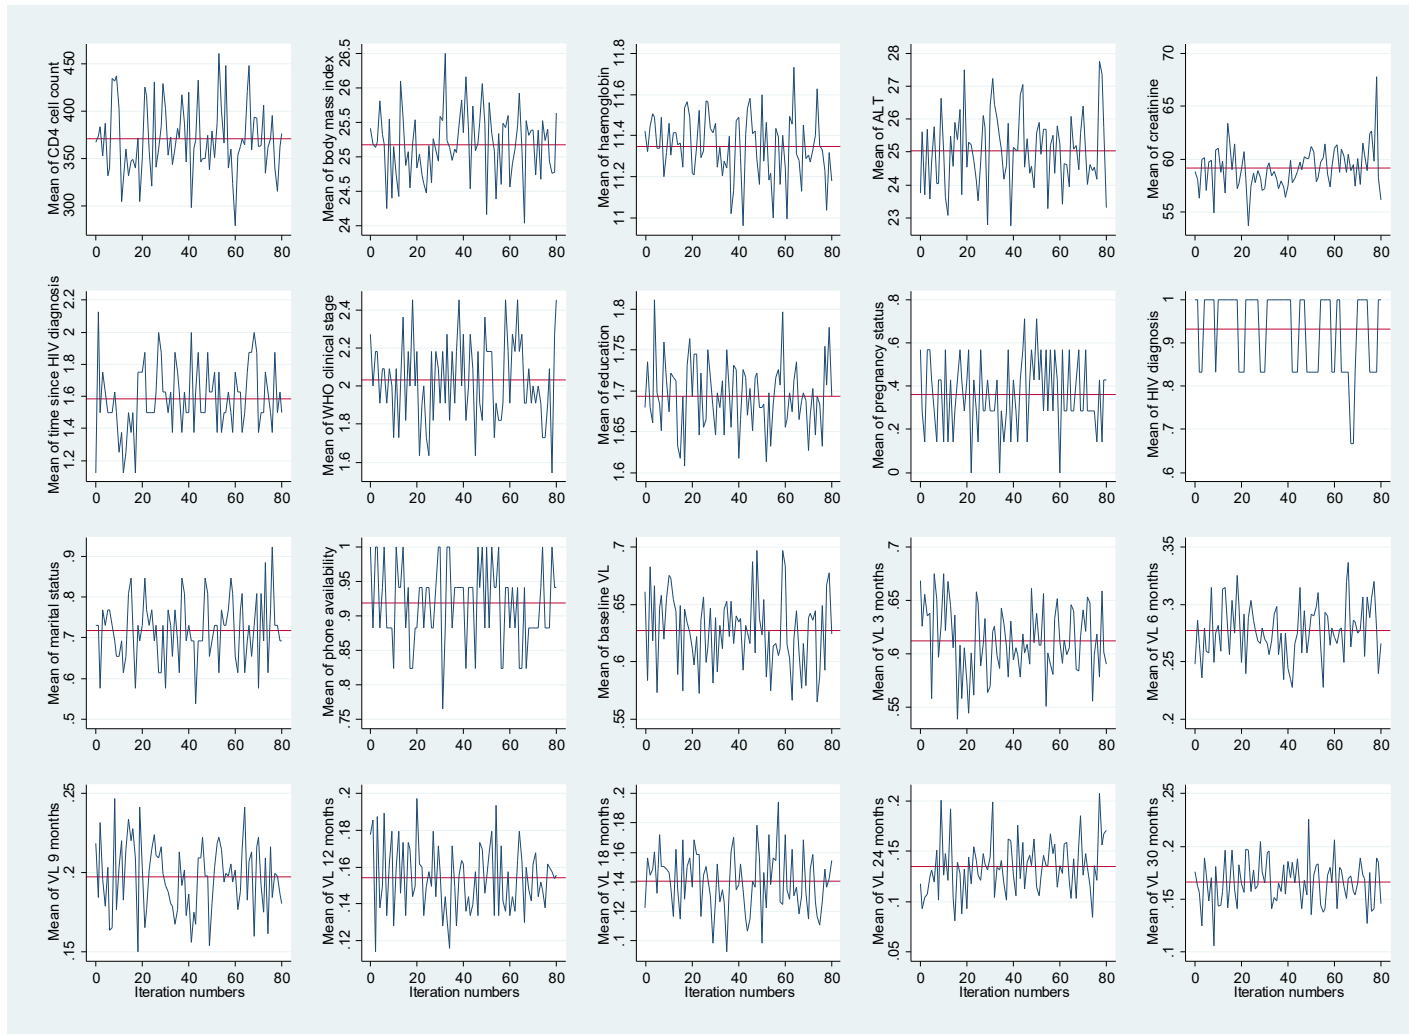 Mean of CD4 cell count
300 350 400 450
0 20 40 60 80
Mean of body mass index
24 24.5 25 25.5 26 26.5
0 20 40 60 80
Mean of haemoglobin
11 11.2 11.4 11.6 11.8
0 20 40 60 80
Mean of ALT
23 24 25 26 27 28
0 20 40 60 80
Mean of creatinine
55 60 65 70
0 20 40 60 80
Mean of time since HIV diagnosis
1.2 1.4 1.6 1.8 2 2.2
0 20 40 60 80
Mean of WHO clinical stage
1.6 1.8 2 2.2 2.4
0 20 40 60 80
Mean of education
1.6 1.65 1.7 1.75 1.8
0 20 40 60 80
Mean of pregnancy status
0 .2 .4 .6 .8
0 20 40 60 80
Mean of HIV diagnosis
.6 .7 .8 .9 1
0 20 40 60 80
Mean of marital status
.5 .6 .7 .8 .9
0 20 40 60 80
Mean of phone availability
.75 .8 .85 .9 .95 1
0 20 40 60 80
Mean of baseline VL
.55 .6 .65 .7
0 20 40 60 80
Mean of VL 3 months
.55 .6 .65 .7
0 20 40 60 80
Mean of VL 6 months
.2 .25 .3 .35
0 20 40 60 80
Mean of VL 9 months
.15 .2 .25
0 20 40 60 80
Iteration numbers
Mean of VL 12 months
.12 .14 .16 .18 .2
0 20 40 60 80
Iteration numbers
Mean of VL 18 months
.1 .12 .14 .16 .18 .2
0 20 40 60 80
Iteration numbers
Mean of VL 24 months
.05 .1 .15 .2
0 20 40 60 80
Iteration numbers
Mean of VL 30 months
.1 .15 .2 .25
0 20 40 60 80
Iteration numbers